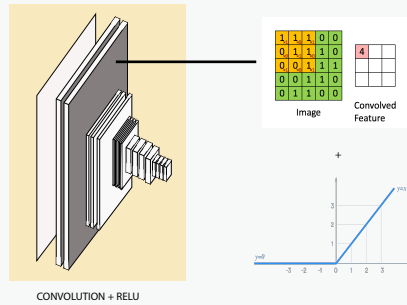 1 1 1 0 0
0 1 1 1 0
0 0 1 1 1
0 0 1 1 0
0 1 1 0 0
4
Image
Convolved
Feature
+
3
2
1
y=0
-3 -2 -1 0 1 2 3
CONVOLUTION + RELU